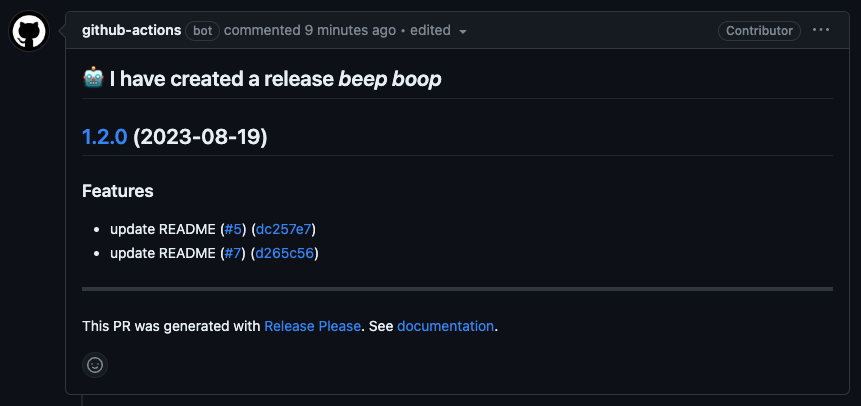 github-actions bot commented 9 minutes ago • edited Contributor
🤖 I have created a release beep boop
1.2.0 (2023-08-19)
Features
• update README (#5) (dc257e7)
• update README (#7) (d265c56)
This PR was generated with Release Please. See documentation.